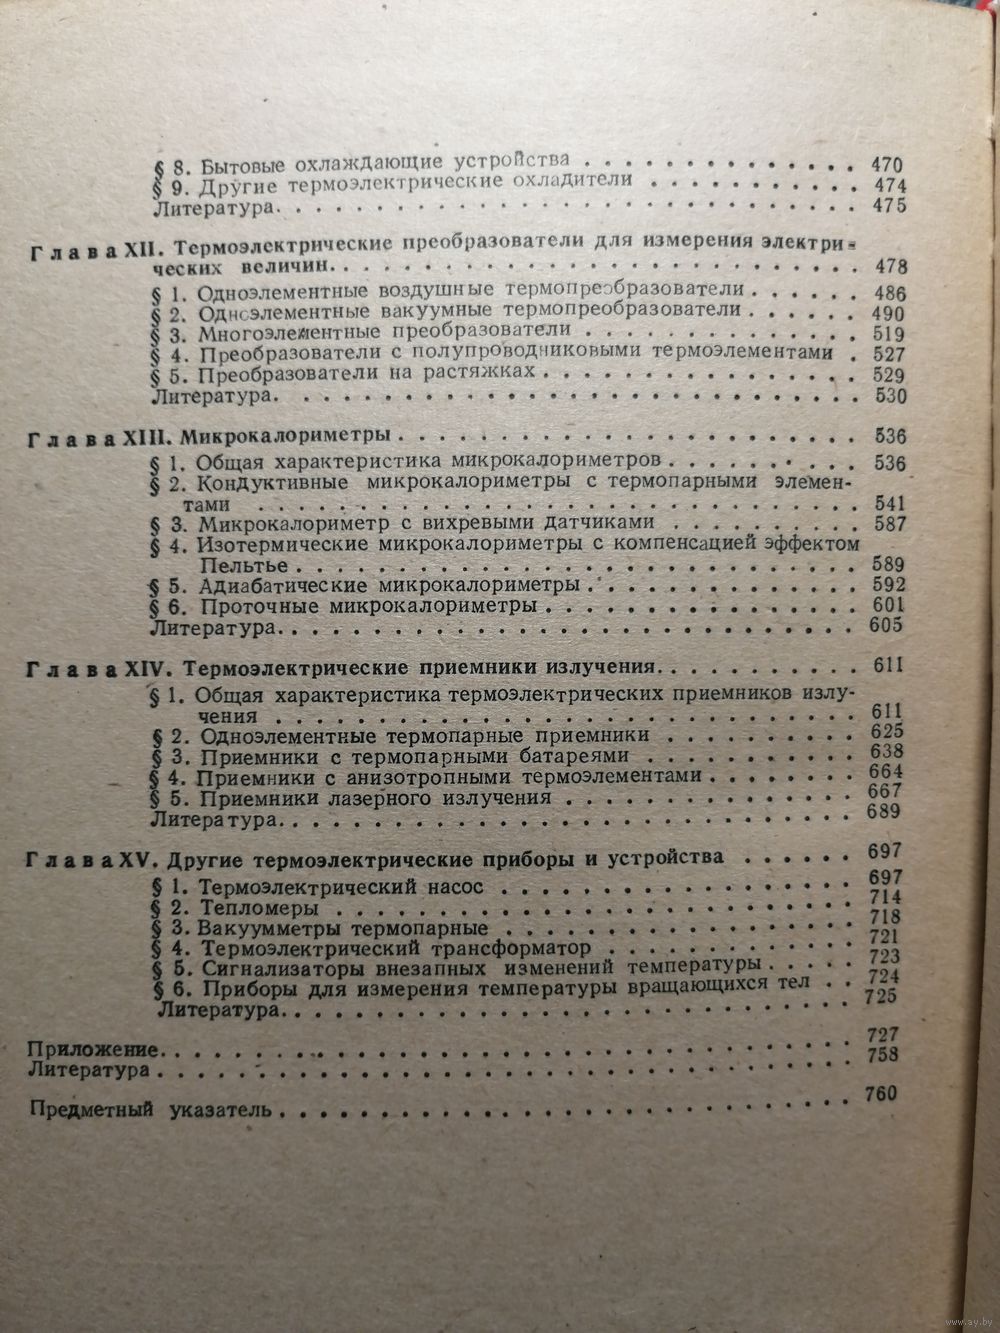 § 8. Бытовые охлаждающие устройства . . . . . . . . . . . . . . 470
§ 9. Другие термоэлектрические охладители . . . . . . . . . . . 474
Литература. . . . . . . . . . . . . . . . . . . . . . . . . . . . . 475
Глава XII. Термоэлектрические преобразователи для измерения электри-
ческих величин. . . . . . . . . . . . . . . . . . . . . . . . . . . 478
§ 1. Одноэлементные воздушные термопреобразователи . . . . . . 486
§ 2. Одноэлементные вакуумные термопреобразователи . . . . . . 490
§ 3. Многоэлементные преобразователи . . . . . . . . . . . . . . 519
§ 4. Преобразователи с полупроводниковыми термоэлементами . 527
§ 5. Преобразователи на растяжках . . . . . . . . . . . . . . . . 529
Литература. . . . . . . . . . . . . . . . . . . . . . . . . . . . . 530
Глава XIII. Микрокалориметры . . . . . . . . . . . . . . . . . . . 536
§ 1. Общая характеристика микрокалориметров . . . . . . . . . . 536
§ 2. Кондуктивные микрокалориметры с термопарными элемен-
тами . . . . . . . . . . . . . . . . . . . . . . . . . . . . . . 541
§ 3. Микрокалориметр с вихревыми датчиками . . . . . . . . . . 587
§ 4. Изотермические микрокалориметры с компенсацией эффектом
Пельтье . . . . . . . . . . . . . . . . . . . . . . . . . . . . 589
§ 5. Адиабатические микрокалориметры . . . . . . . . . . . . . . 592
§ 6. Проточные микрокалориметры . . . . . . . . . . . . . . . . 601
Литература. . . . . . . . . . . . . . . . . . . . . . . . . . . . . 605
Глава XIV. Термоэлектрические приемники излучения. . . . . . . . . . 611
§ 1. Общая характеристика термоэлектрических приемников излу-
чения . . . . . . . . . . . . . . . . . . . . . . . . . . . . . 611
§ 2. Одноэлементные термопарные приемники . . . . . . . . . . 625
§ 3. Приемники с термопарными батареями . . . . . . . . . . . 638
§ 4. Приемники с анизотропными термоэлементами . . . . . . . . 664
§ 5. Приемники лазерного излучения . . . . . . . . . . . . . . . 667
Литература. . . . . . . . . . . . . . . . . . . . . . . . . . . . . 689
Глава XV. Другие термоэлектрические приборы и устройства . . . . . . 697
§ 1. Термоэлектрический насос . . . . . . . . . . . . . . . . . . 697
§ 2. Тепломеры . . . . . . . . . . . . . . . . . . . . . . . . . . 714
§ 3. Вакуумметры термопарные . . . . . . . . . . . . . . . . . . 718
§ 4. Термоэлектрический трансформатор . . . . . . . . . . . . . 721
§ 5. Сигнализаторы внезапных изменений температуры . . . . . 723
§ 6. Приборы для измерения температуры вращающихся тел . . 724
Литература. . . . . . . . . . . . . . . . . . . . . . . . . . . . . 725
Приложение. . . . . . . . . . . . . . . . . . . . . . . . . . . . . . 727
Литература . . . . . . . . . . . . . . . . . . . . . . . . . . . . . . 758
Предметный указатель . . . . . . . . . . . . . . . . . . . . . . . . 760
www.ay.by